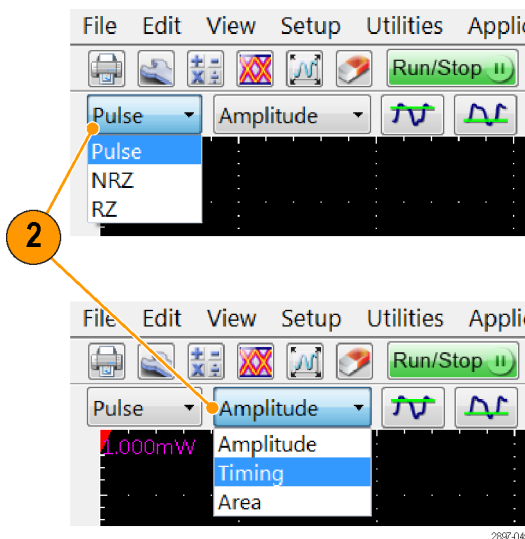 File Edit View Setup Utilities Applic
Run/Stop
Pulse Amplitude
Pulse
NRZ
RZ
2
File Edit View Setup Utilities Applic
Run/Stop
Pulse Amplitude
1.000mW Amplitude
Timing
Area